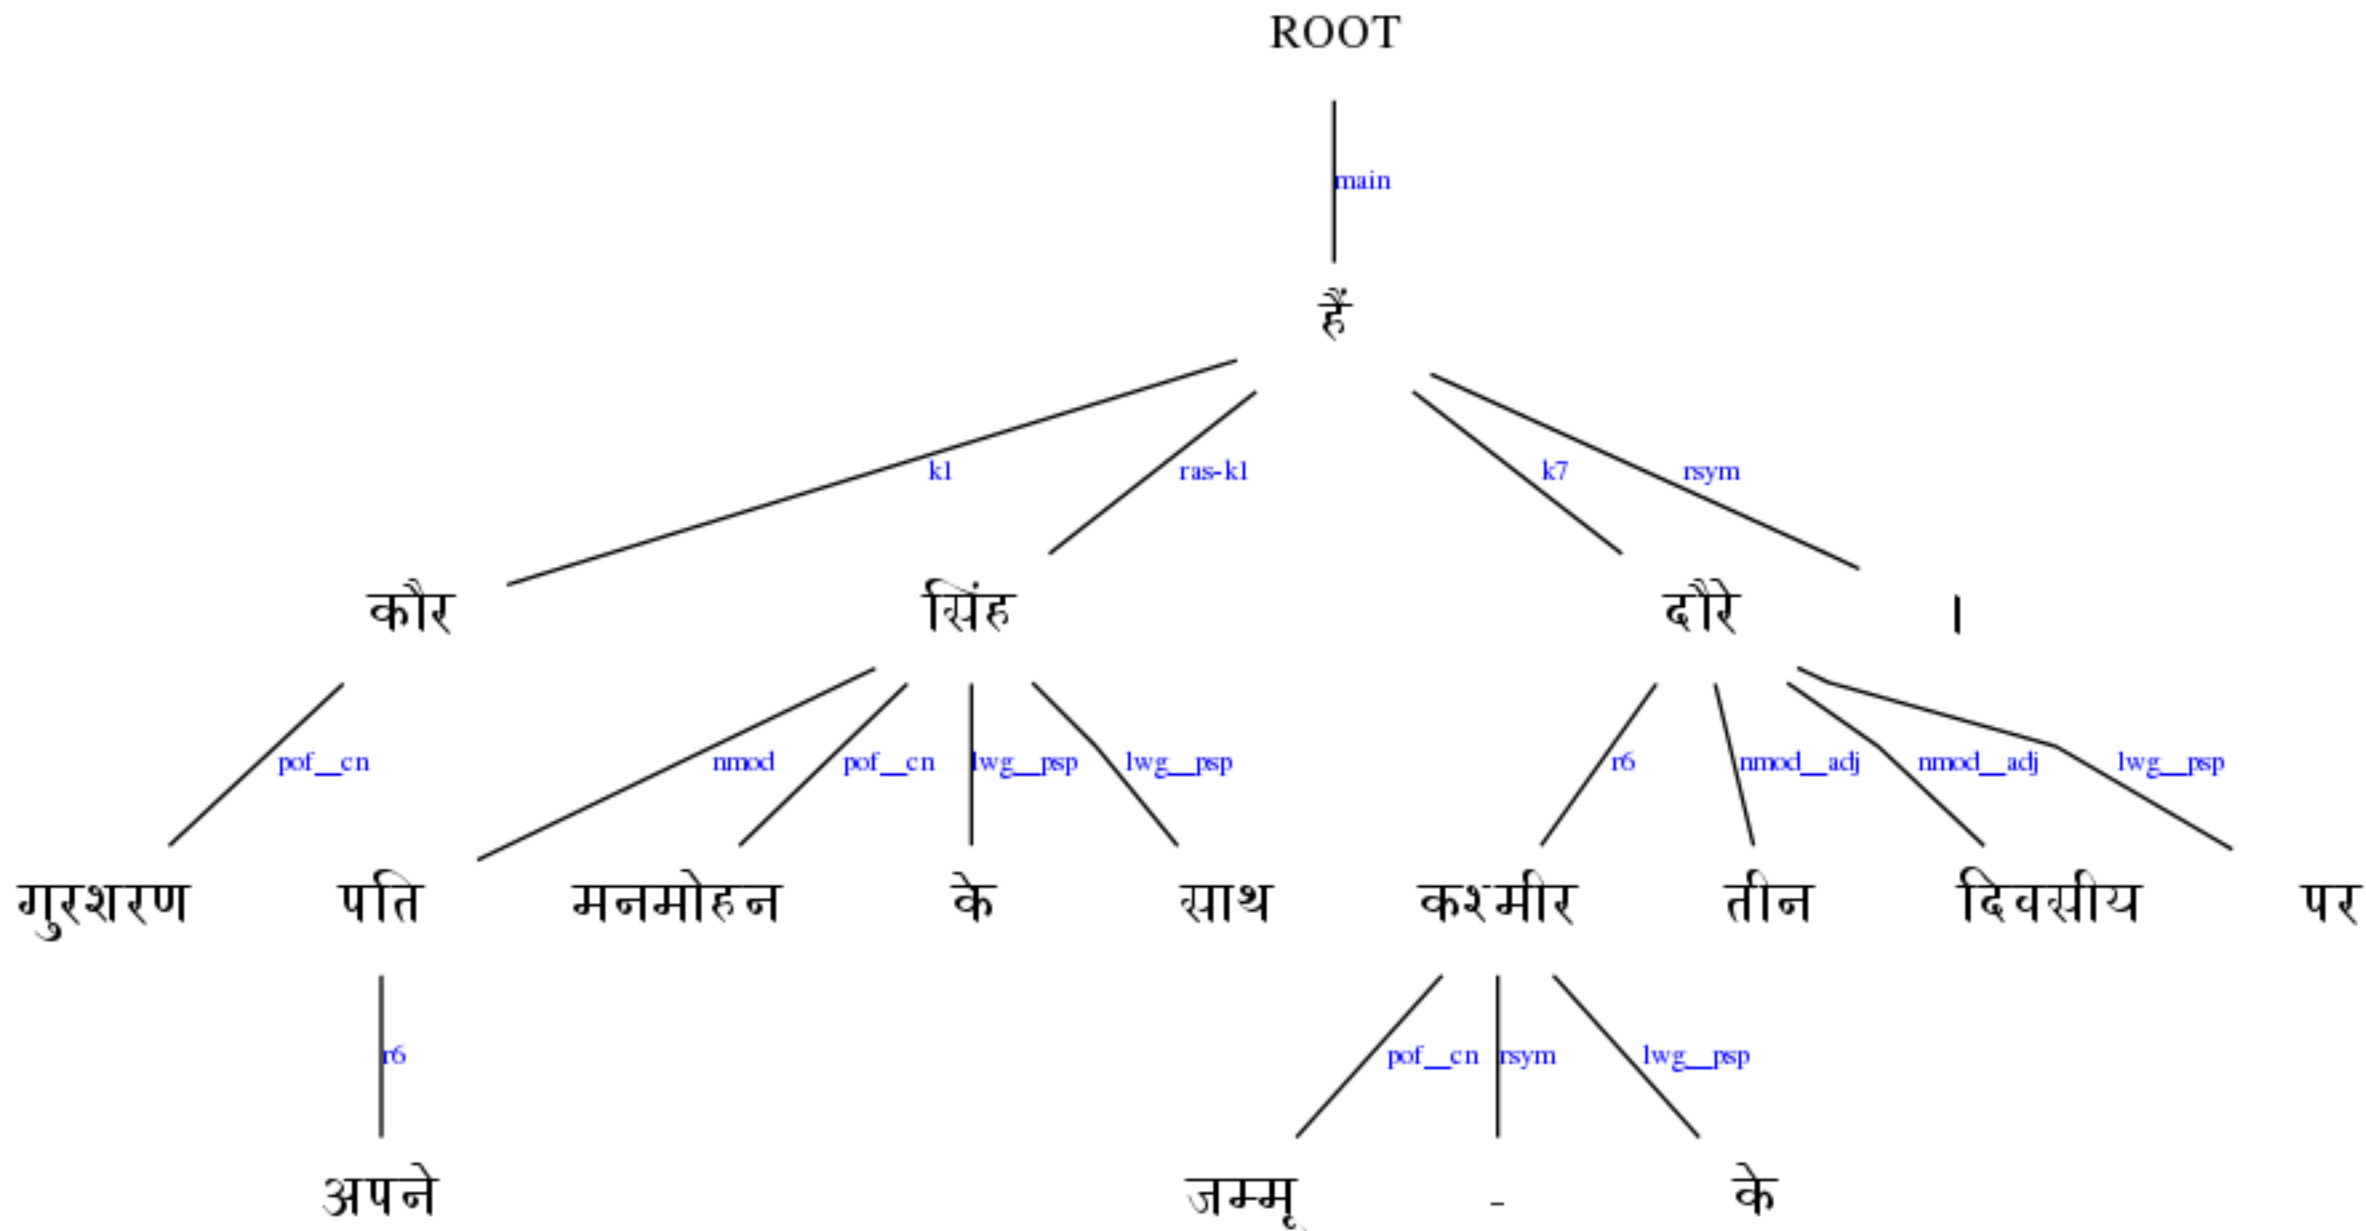 ROOT
main
हैं
k1 ras-k1 k7 rsym
कौर सिंह दौरे ।
pof__cn nmod pof__cn lwg__psp lwg__psp r6 nmod__adj nmod__adj lwg__psp
गुरशरण पति मनमोहन के साथ कश्मीर तीन दिवसीय पर
r6 pof__cn rsym lwg__psp
अपने जम्मू - के